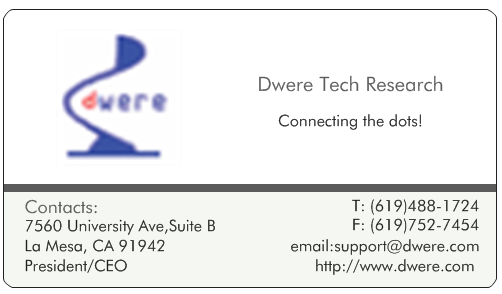 dwere
Dwere Tech Research
Connecting the dots!
Contacts:
7560 University Ave,Suite B
La Mesa, CA 91942
President/CEO
T: (619)488-1724
F: (619)752-7454
email:support@dwere.com
http://www.dwere.com